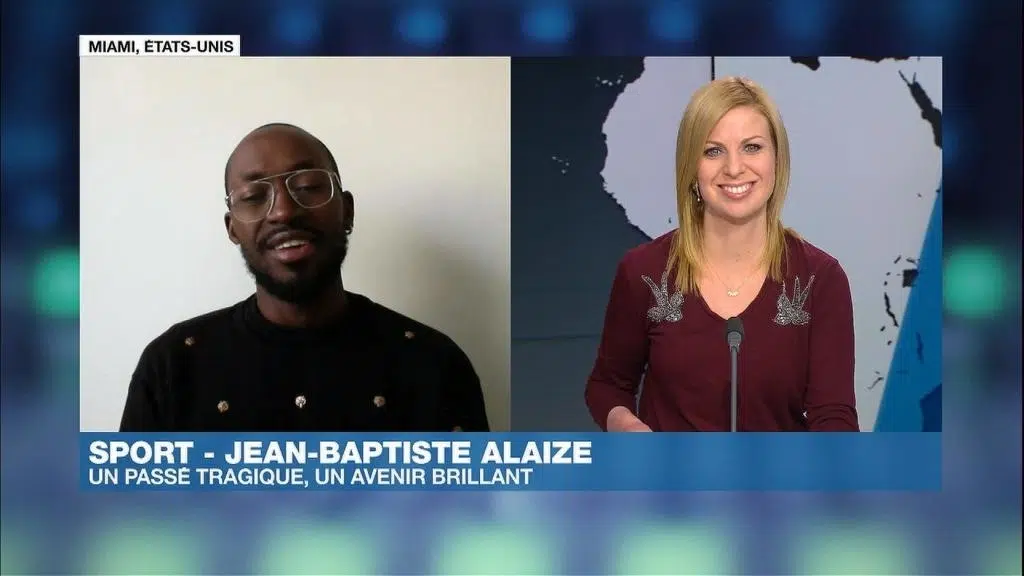 MIAMI, ÉTATS-UNIS
SPORT - JEAN-BAPTISTE ALAIZE
UN PASSÉ TRAGIQUE, UN AVENIR BRILLANT